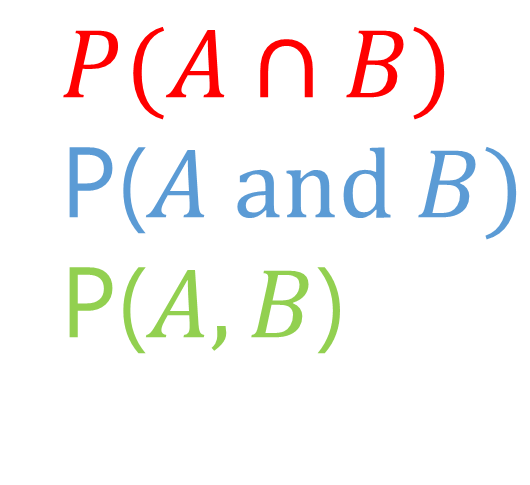 P(A ∩ B)
P(A and B)
P(A, B)